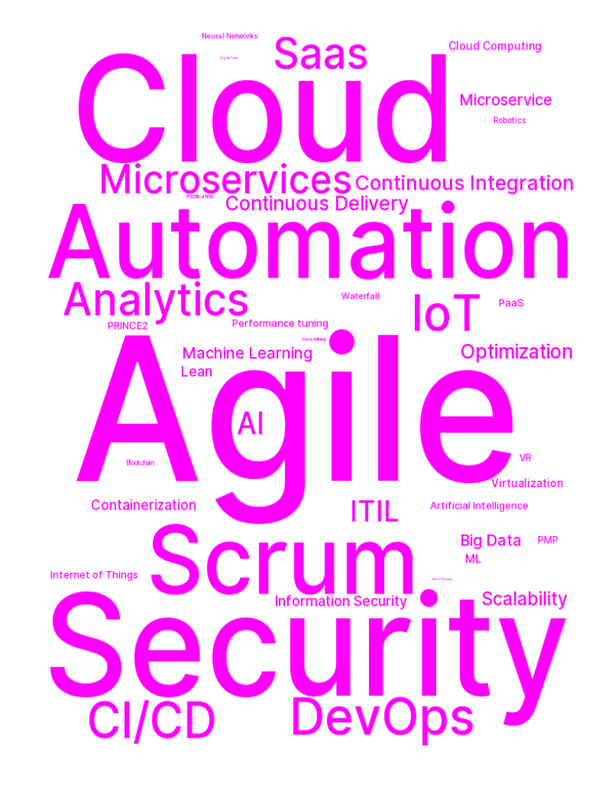 Neural Networks
Saas
Cloud Computing
Cloud
Microservice
Robotics
Microservices
Continuous Integration
Replication
Continuous Delivery
Automation
Analytics
Waterfall
IoT
PaaS
PRINCE2
Performance tuning
Data Mining
Machine Learning
Optimization
Lean
Agile
AI
Blockchain
VR
Virtualization
Containerization
ITIL
Artificial Intelligence
Scrum
Big Data
PMP
ML
Internet of Things
Information Security
Scalability
Security
CI/CD
DevOps